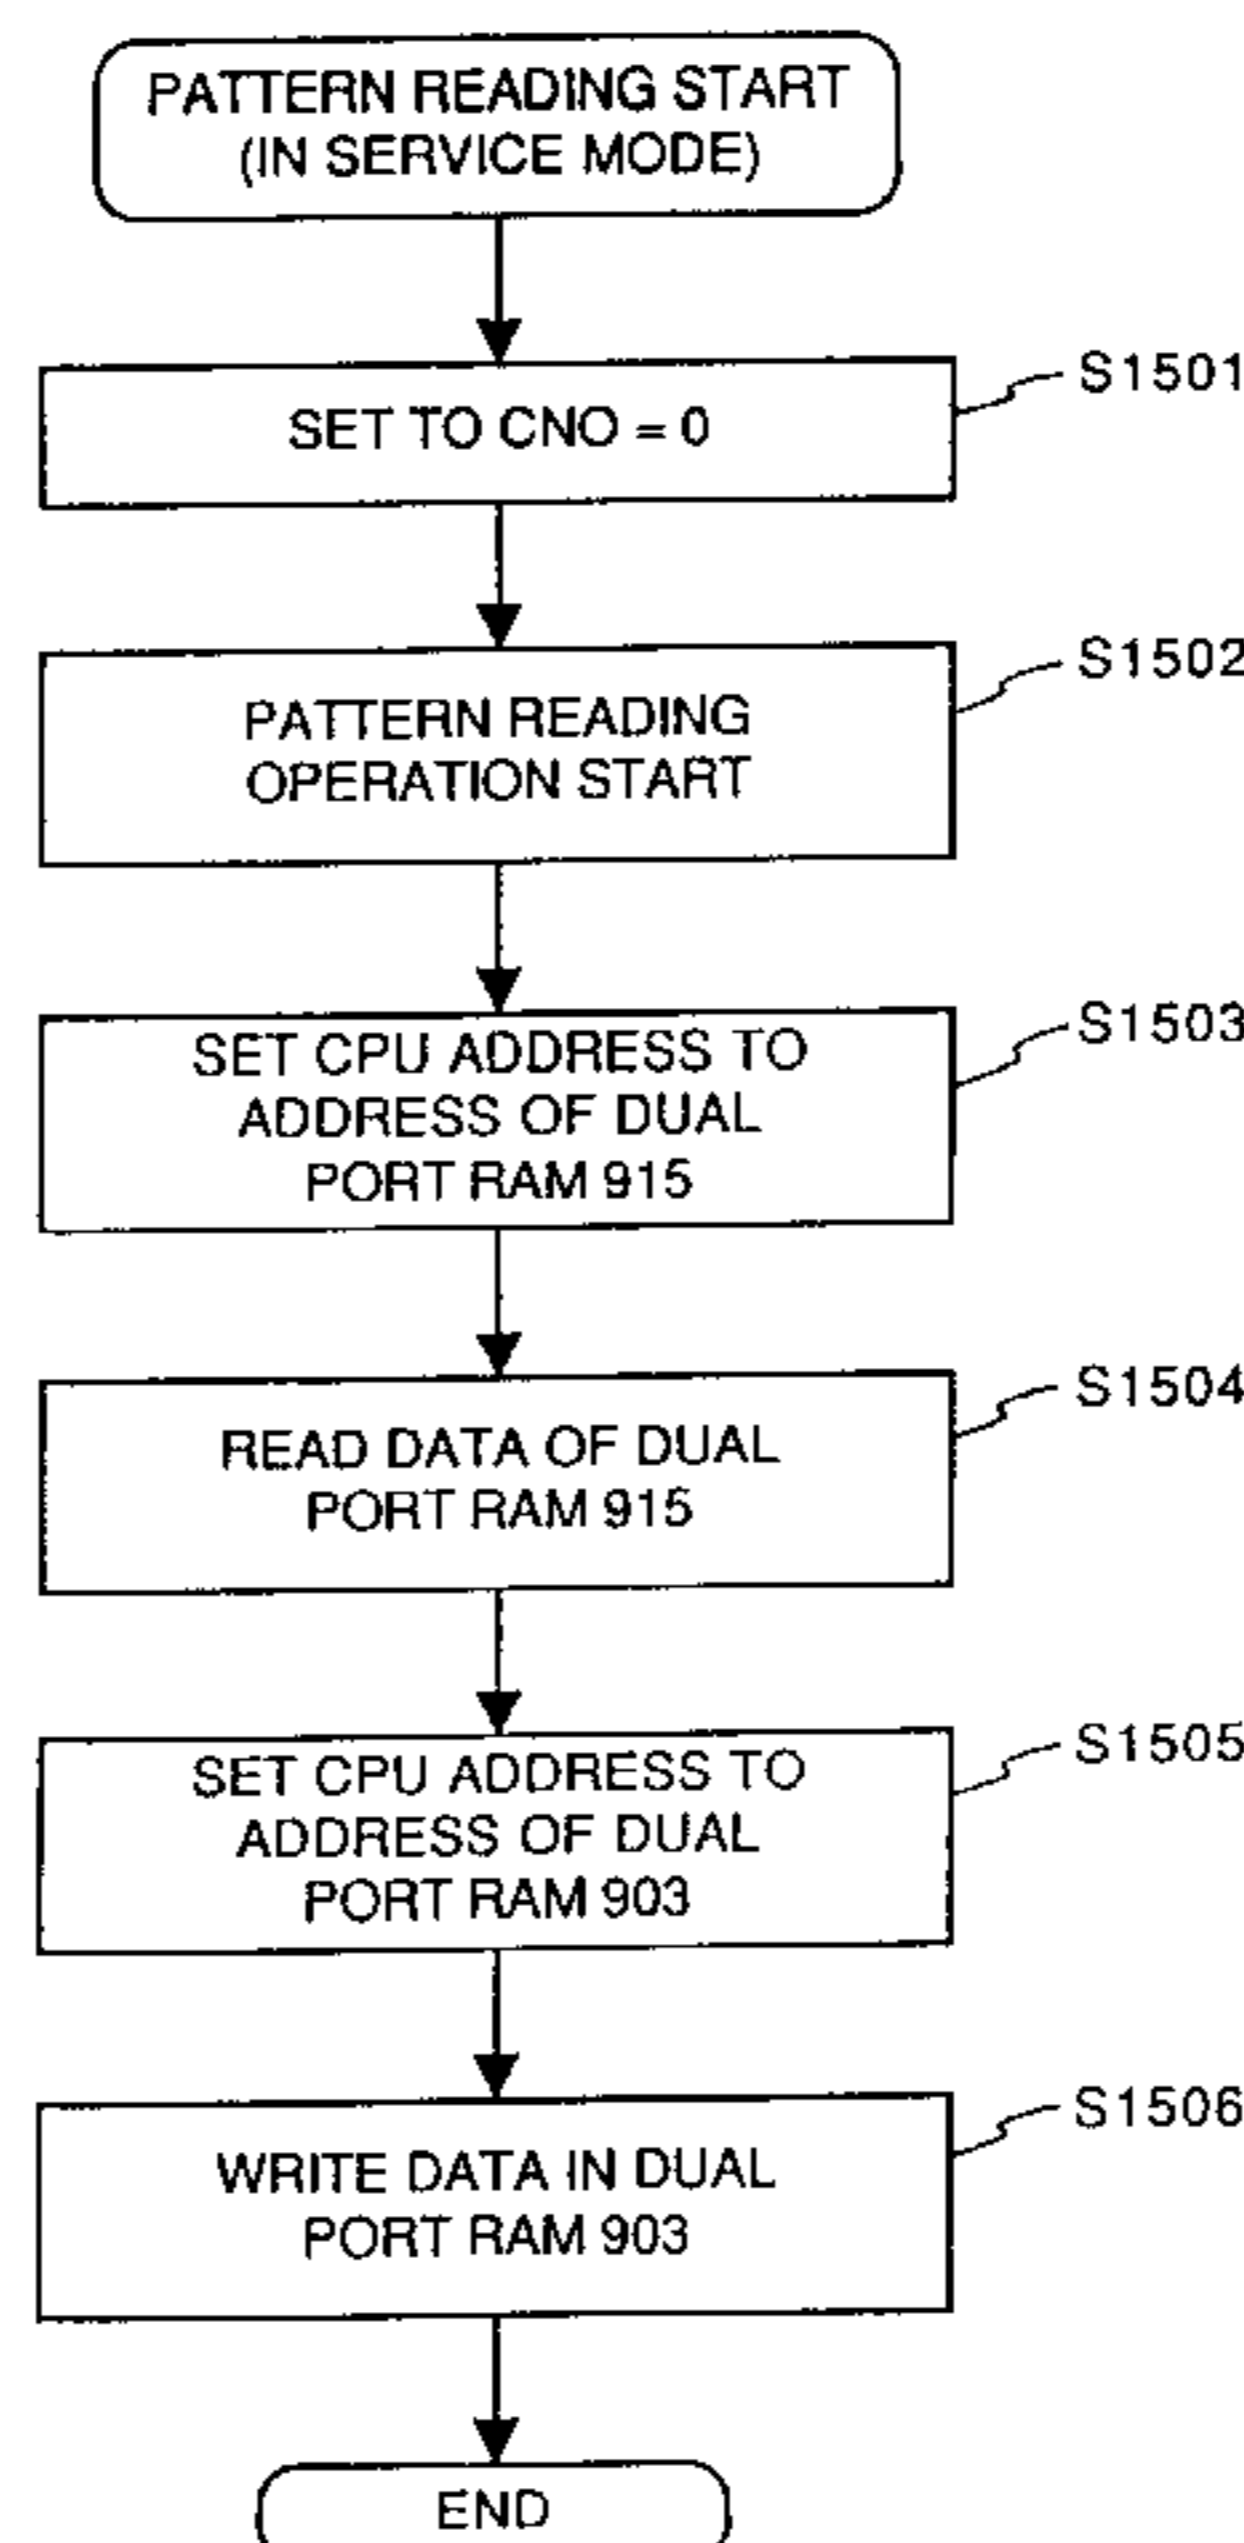 PATTERN READING START
(IN SERVICE MODE)
S1501
SET TO CNO = 0
S1502
PATTERN READING
OPERATION START
S1503
SET CPU ADDRESS TO
ADDRESS OF DUAL
PORT RAM 915
S1504
READ DATA OF DUAL
PORT RAM 915
S1505
SET CPU ADDRESS TO
ADDRESS OF DUAL
PORT RAM 903
S1506
WRITE DATA IN DUAL
PORT RAM 903
END